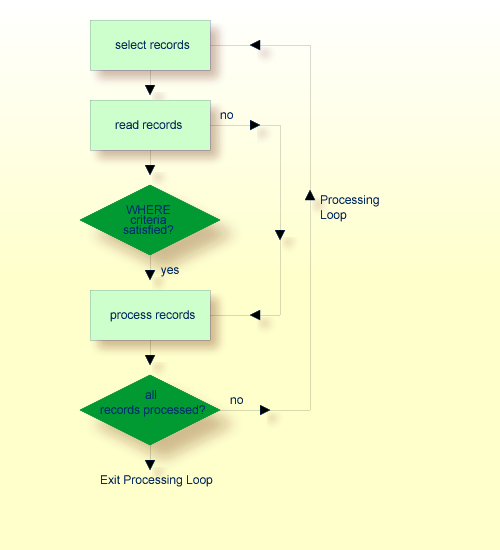 select records
read records
no
WHERE
criteria
satisfied?
Processing
Loop
yes
process records
all
records processed?
no
Exit Processing Loop